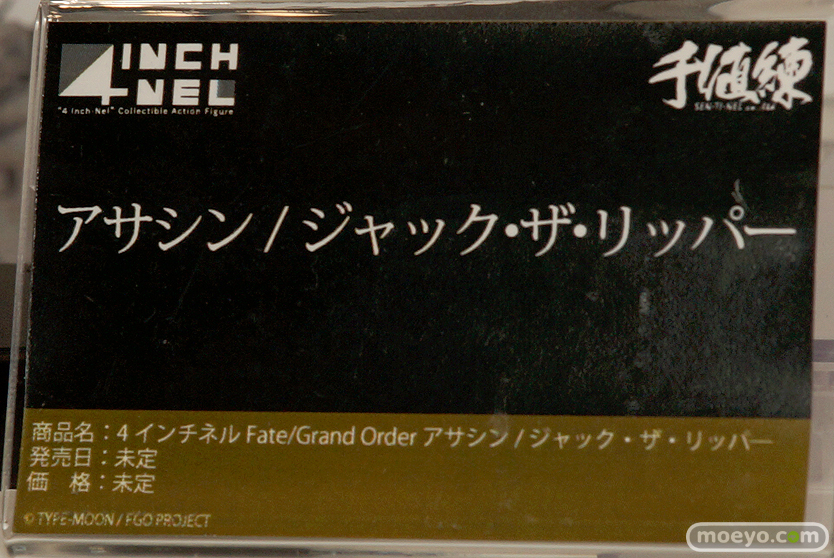 4 INCH-NEL
"4 Inch-Nel" Collectible Action Figure
千値練
SEN-TI-NEL co.,ltd
アサシン/ジャック・ザ・リッパー
商品名：4インチネル Fate/Grand Order アサシン/ジャック・ザ・リッパー
発売日：未定
価　格：未定
© TYPE-MOON / FGO PROJECT
moeyo.com